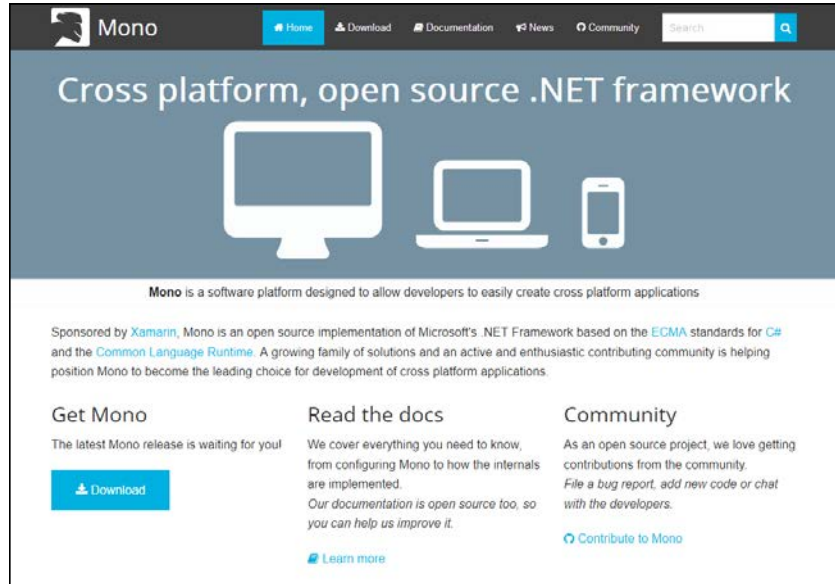 Mono
Home Download Documentation News Community Search
Cross platform, open source .NET framework
Mono is a software platform designed to allow developers to easily create cross platform applications
Sponsored by Xamarin, Mono is an open source implementation of Microsoft's .NET Framework based on the ECMA standards for C#
and the Common Language Runtime. A growing family of solutions and an active and enthusiastic contributing community is helping
position Mono to become the leading choice for development of cross platform applications.
Get Mono
The latest Mono release is waiting for you!
Download
Read the docs
We cover everything you need to know,
from configuring Mono to how the internals
are implemented.
Our documentation is open source too, so
you can help us improve it.
Learn more
Community
As an open source project, we love getting
contributions from the community.
File a bug report, add new code or chat
with the developers.
Contribute to Mono